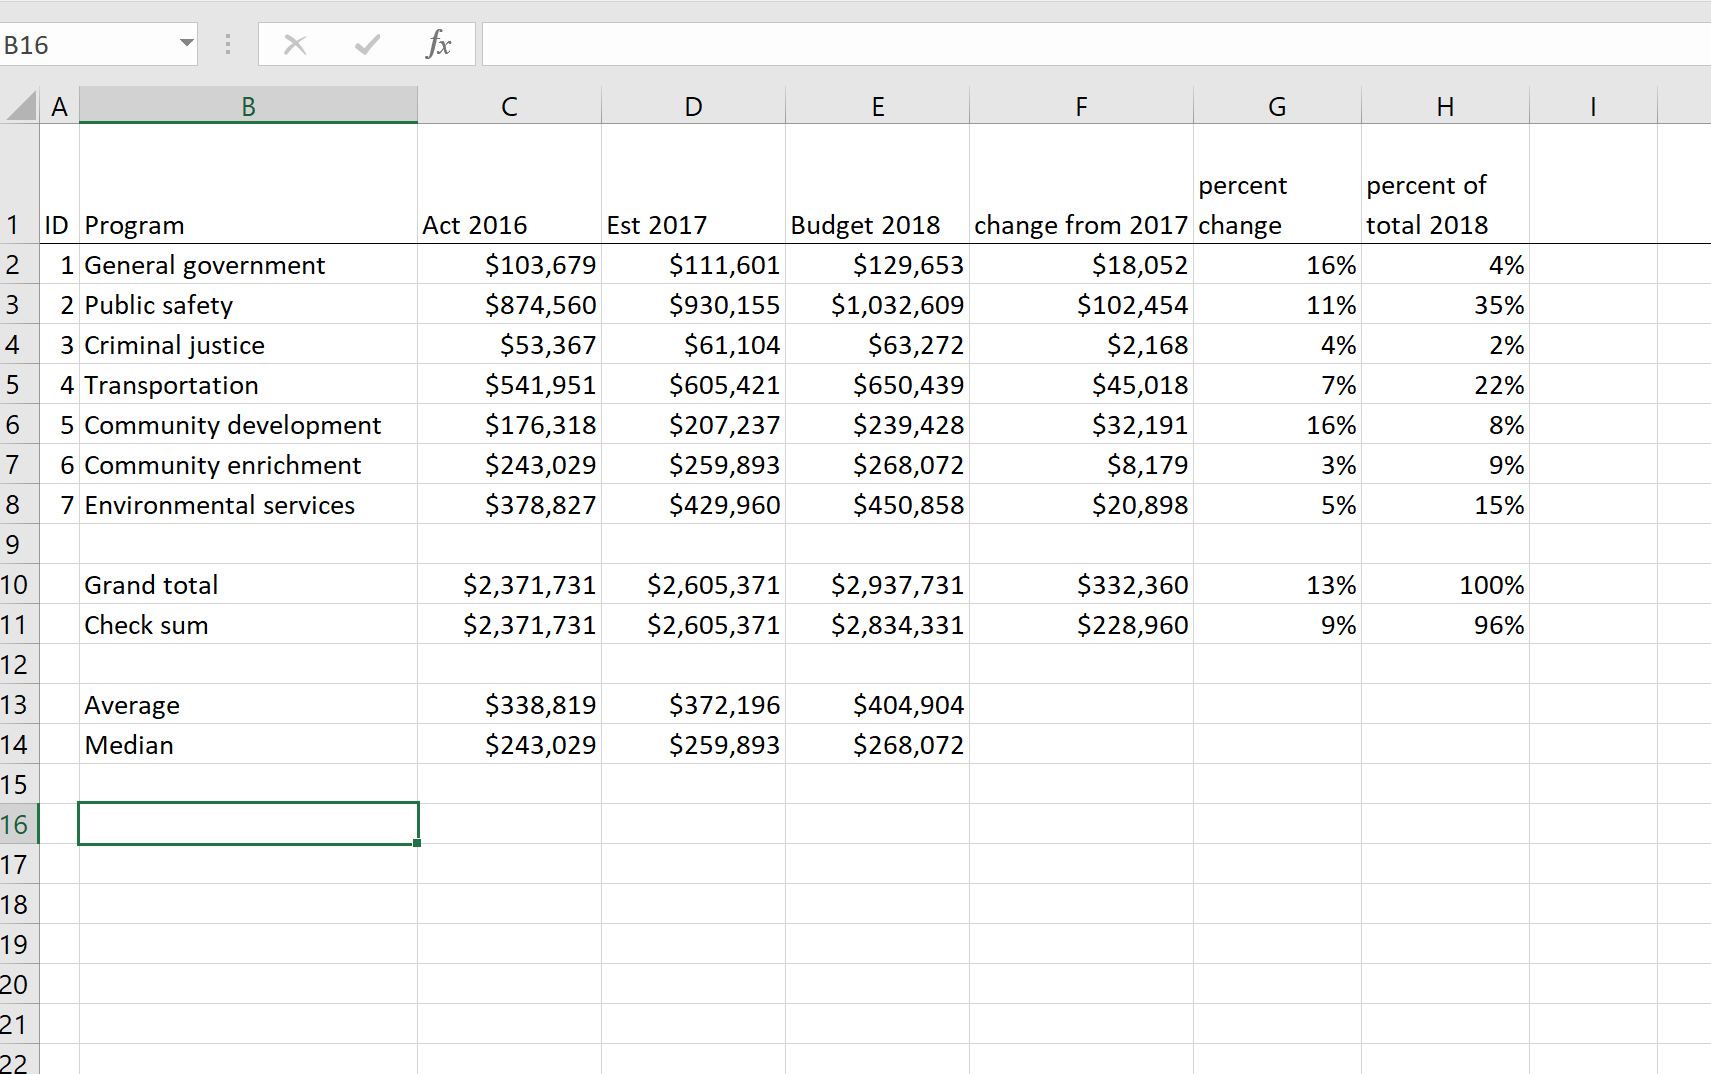 B16 fx
A B C D E F G H I
percent percent of
1 ID Program Act 2016 Est 2017 Budget 2018 change from 2017 change total 2018
2 1 General government $103,679 $111,601 $129,653 $18,052 16% 4%
3 2 Public safety $874,560 $930,155 $1,032,609 $102,454 11% 35%
4 3 Criminal justice $53,367 $61,104 $63,272 $2,168 4% 2%
5 4 Transportation $541,951 $605,421 $650,439 $45,018 7% 22%
6 5 Community development $176,318 $207,237 $239,428 $32,191 16% 8%
7 6 Community enrichment $243,029 $259,893 $268,072 $8,179 3% 9%
8 7 Environmental services $378,827 $429,960 $450,858 $20,898 5% 15%
9
10 Grand total $2,371,731 $2,605,371 $2,937,731 $332,360 13% 100%
11 Check sum $2,371,731 $2,605,371 $2,834,331 $228,960 9% 96%
12
13 Average $338,819 $372,196 $404,904
14 Median $243,029 $259,893 $268,072
15
16
17
18
19
20
21
22